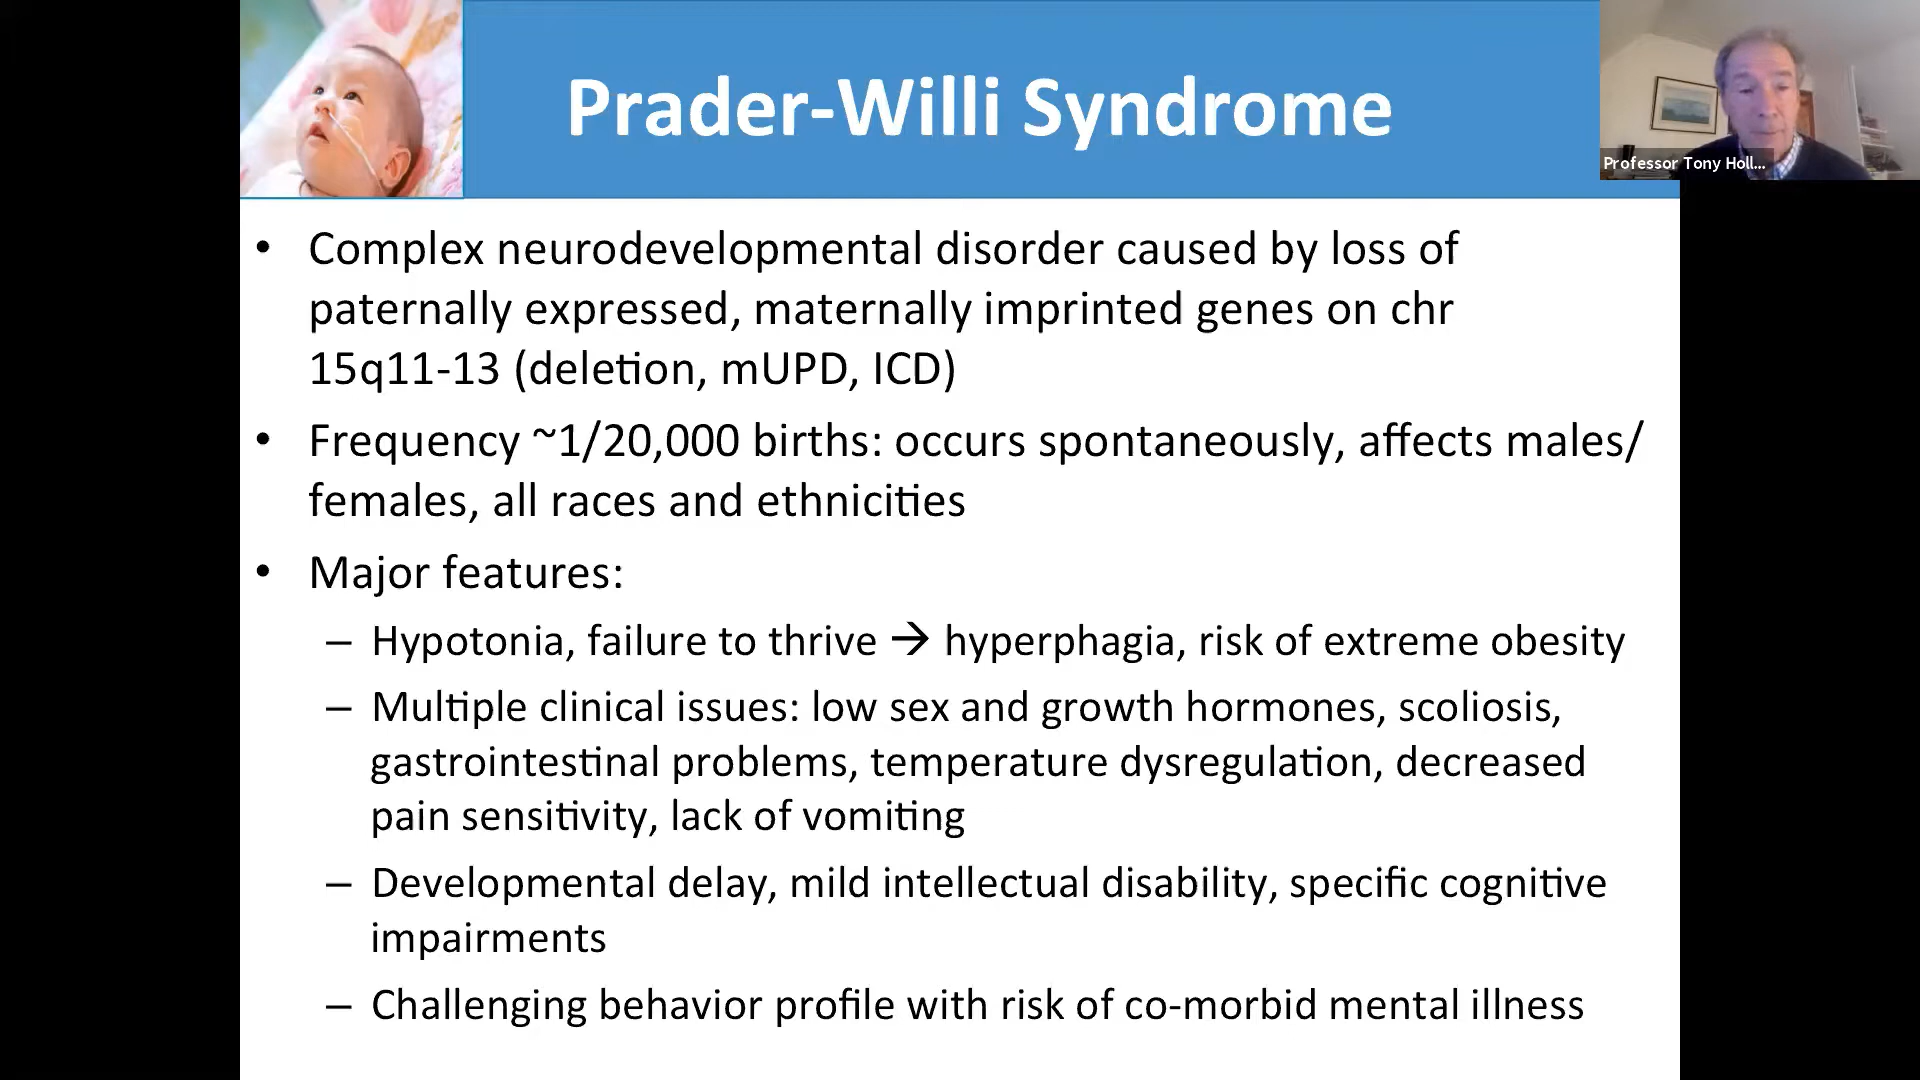 Prader-Willi Syndrome
Professor Tony Holl...
• Complex neurodevelopmental disorder caused by loss of
paternally expressed, maternally imprinted genes on chr
15q11-13 (deletion, mUPD, ICD)
• Frequency ~1/20,000 births: occurs spontaneously, affects males/
females, all races and ethnicities
• Major features:
– Hypotonia, failure to thrive → hyperphagia, risk of extreme obesity
– Multiple clinical issues: low sex and growth hormones, scoliosis,
gastrointestinal problems, temperature dysregulation, decreased
pain sensitivity, lack of vomiting
– Developmental delay, mild intellectual disability, specific cognitive
impairments
– Challenging behavior profile with risk of co-morbid mental illness